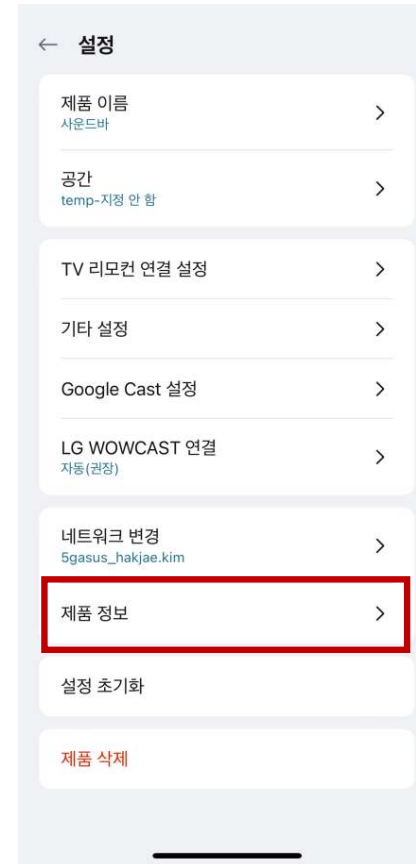 ← 설정
제품 이름
사운드바
공간
temp-지정 안 함
TV 리모컨 연결 설정
기타 설정
Google Cast 설정
LG WOWCAST 연결
자동(권장)
네트워크 변경
5gasus_hakjae.kim
제품 정보
설정 초기화
제품 삭제